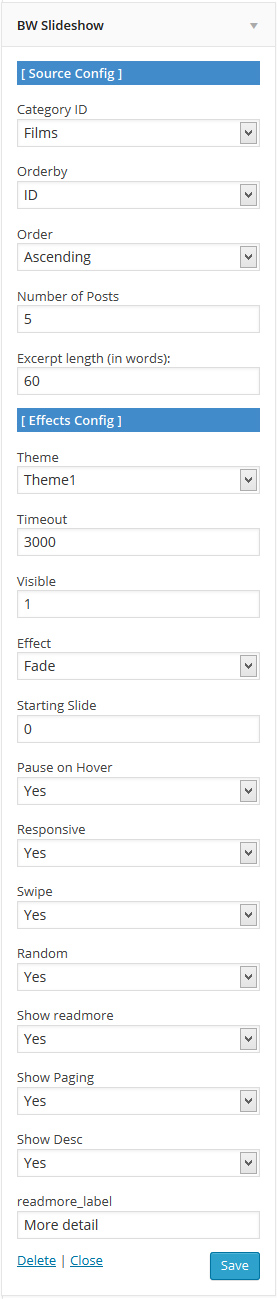 BW Slideshow
[ Source Config ]
Category ID
Films
Orderby
ID
Order
Ascending
Number of Posts
5
Excerpt length (in words):
60
[ Effects Config ]
Theme
Theme1
Timeout
3000
Visible
1
Effect
Fade
Starting Slide
0
Pause on Hover
Yes
Responsive
Yes
Swipe
Yes
Random
Yes
Show readmore
Yes
Show Paging
Yes
Show Desc
Yes
readmore_label
More detail
Delete | Close Save